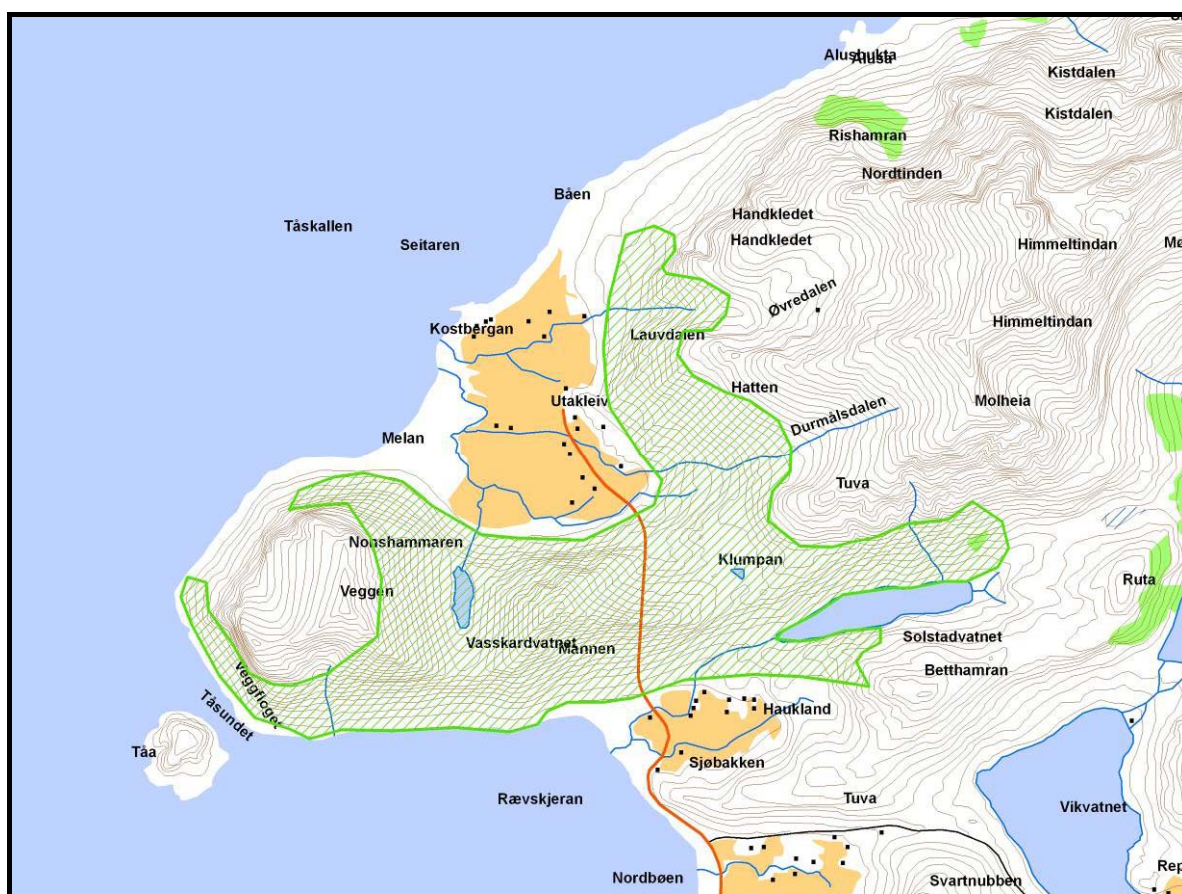 Alusbukta
Alusa
Kistdalen
Kistdalen
Rishamran
Nordtinden
Båen
Handkledet
Tåskallen
Seitaren
Handkledet
Himmeltindan
Øvredalen
Kostbergan
Lauvdalen
Himmeltindan
Hatten
Utakleiv
Molheia
Durmålsdalen
Melan
Tuva
Nonshammaren
Klumpan
Veggen
Ruta
Vasskardvatnet
Mannen
Solstadvatnet
Veggfloget
Betthamran
Tåsundet
Haukland
Tåa
Sjøbakken
Rævskjeran
Tuva
Vikvatnet
Nordbøen
Svartnubben
Rep